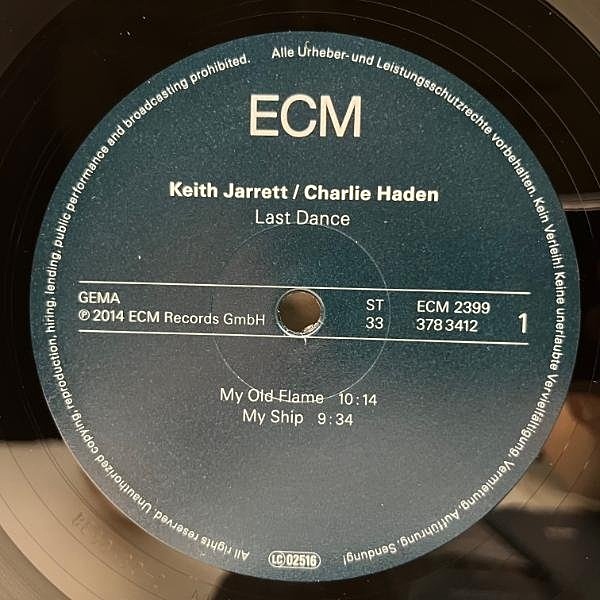 ECM
Keith Jarrett / Charlie Haden
Last Dance
GEMA
℗ 2014 ECM Records GmbH
ST
33
ECM 2399
378 3412
1
My Old Flame 10:14
My Ship 9:34
Alle Urheber- und Leistungsschutzrechte vorbehalten. Kein Verleih! Keine unerlaubte Vervielfältigung, Vermietung, Aufführung, Sendung!
All rights reserved. Unauthorized copying, reproduction, hiring, lending, public performance and broadcasting prohibited.
LC 02516